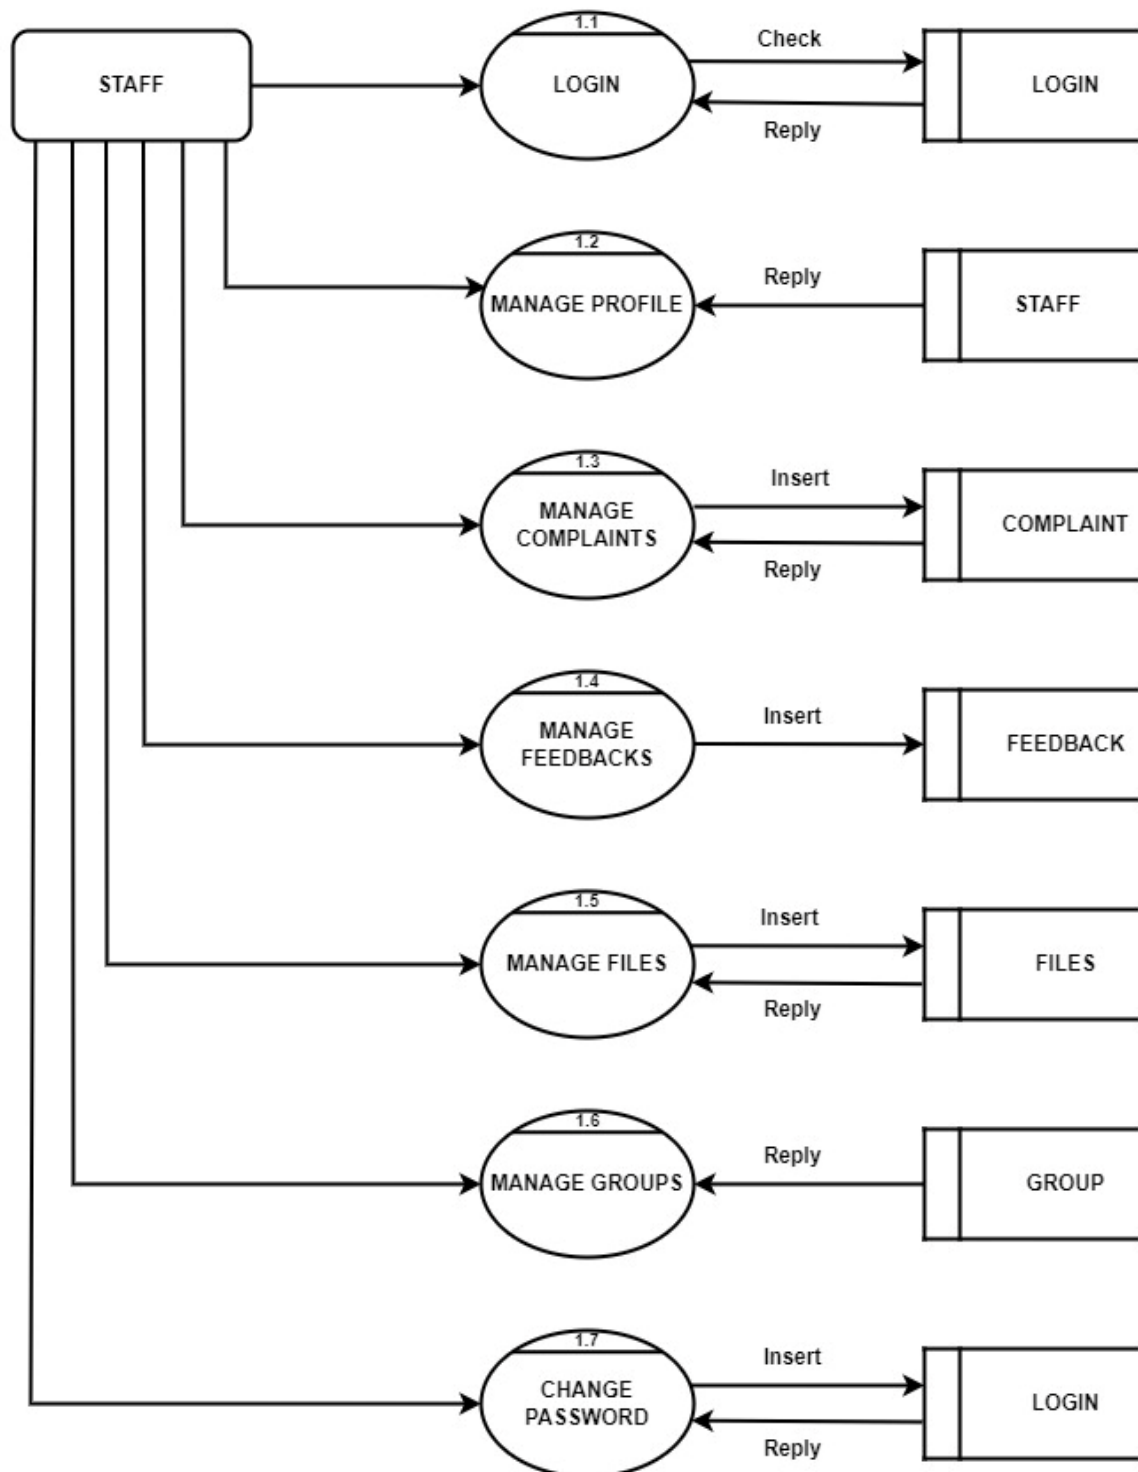 STAFF
1.1
LOGIN
Check
Reply
LOGIN
1.2
MANAGE PROFILE
Reply
STAFF
1.3
MANAGE
COMPLAINTS
Insert
Reply
COMPLAINT
1.4
MANAGE
FEEDBACKS
Insert
FEEDBACK
1.5
MANAGE FILES
Insert
Reply
FILES
1.6
MANAGE GROUPS
Reply
GROUP
1.7
CHANGE
PASSWORD
Insert
Reply
LOGIN